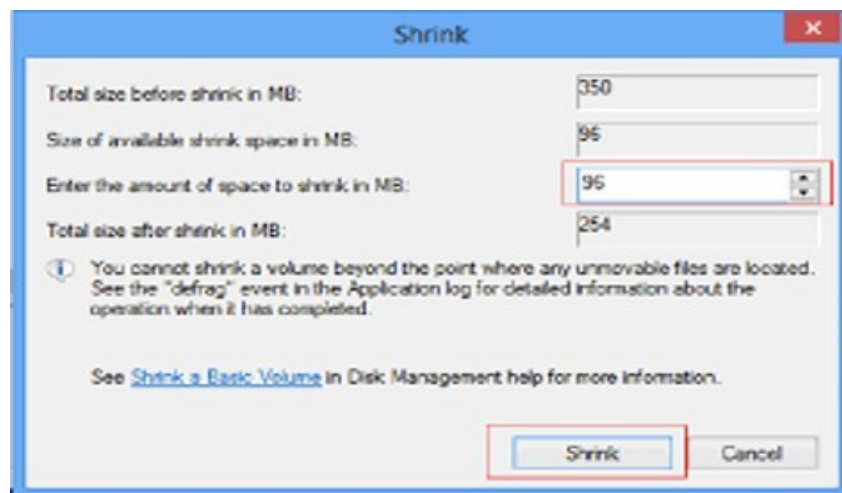 Shrink
Total size before shrink in MB: 350
Size of available shrink space in MB: 96
Enter the amount of space to shrink in MB: 96
Total size after shrink in MB: 254
You cannot shrink a volume beyond the point where any unmovable files are located.
See the "defrag" event in the Application log for detailed information about the
operation when it has completed.
See Shrink a Basic Volume in Disk Management help for more information.
Shrink Cancel